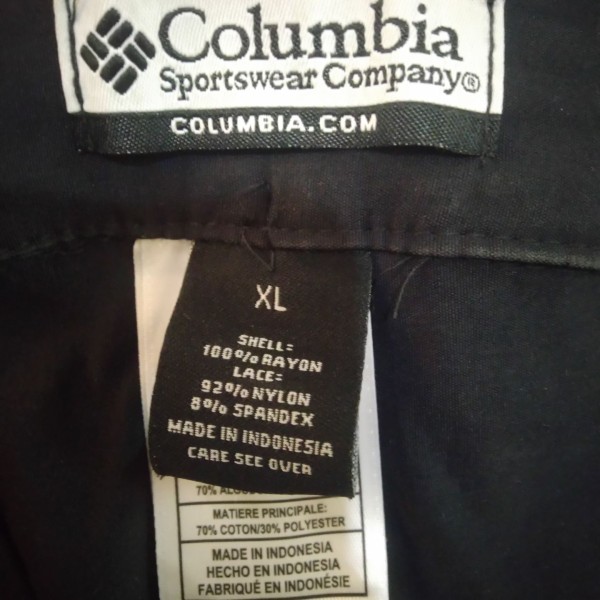 Columbia
Sportswear Company®
COLUMBIA.COM
XL
SHELL=
100% RAYON
LACE=
92% NYLON
8% SPANDEX
MADE IN INDONESIA
CARE SEE OVER
70%
MATIERE PRINCIPALE:
70% COTON/30% POLYESTER
MADE IN INDONESIA
HECHO EN INDONESIA
FABRIQUÉ EN INDONÉSIE